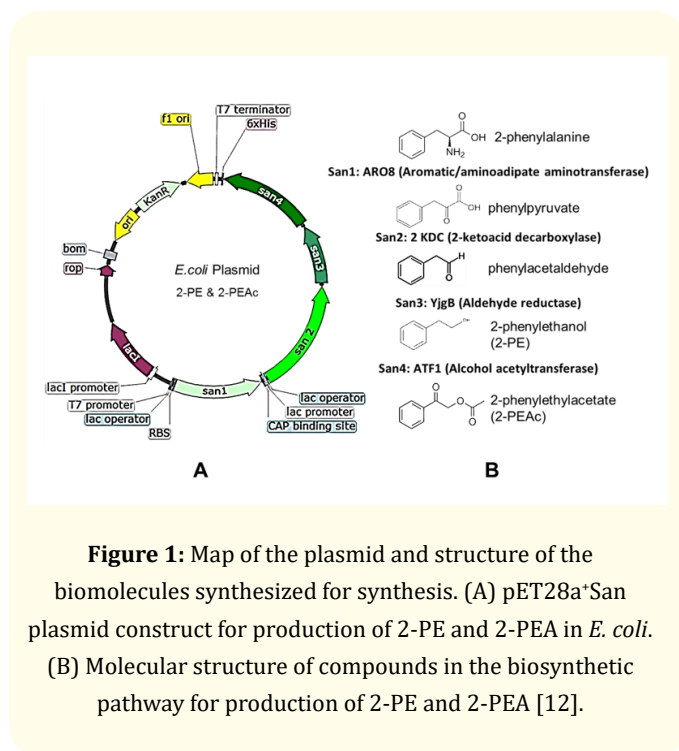 T7 terminator
f1 ori
6xHis
san4
KanR
ori
san3
bom
rop
E.coli Plasmid
2-PE & 2-PEAc
san 2
lacI
lacI promoter
san1
T7 promoter
lac operator
RBS
lac operator
lac promoter
CAP binding site
A
O
OH
NH2
2-phenylalanine
San1: ARO8 (Aromatic/aminoadipate aminotransferase)
O
OH
O
phenylpyruvate
San2: 2 KDC (2-ketoacid decarboxylase)
H
O
phenylacetaldehyde
San3: YjgB (Aldehyde reductase)
2-phenylethanol
(2-PE)
San4: ATF1 (Alcohol acetyltransferase)
O
O
O
2-phenylethylacetate
(2-PEAc)
B
Figure 1: Map of the plasmid and structure of the
biomolecules synthesized for synthesis. (A) pET28a⁺San
plasmid construct for production of 2-PE and 2-PEA in E. coli.
(B) Molecular structure of compounds in the biosynthetic
pathway for production of 2-PE and 2-PEA [12].